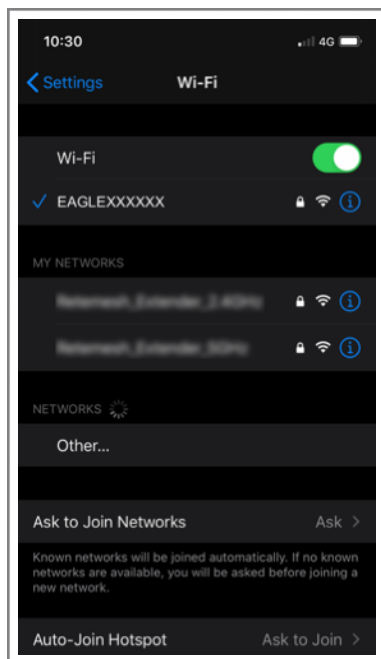 10:30 4G
Settings Wi-Fi
Wi-Fi
EAGLEXXXXXX
MY NETWORKS
NETWORKS
Other...
Ask to Join Networks Ask
Known networks will be joined automatically. If no known
networks are available, you will be asked before joining a
new network.
Auto-Join Hotspot Ask to Join